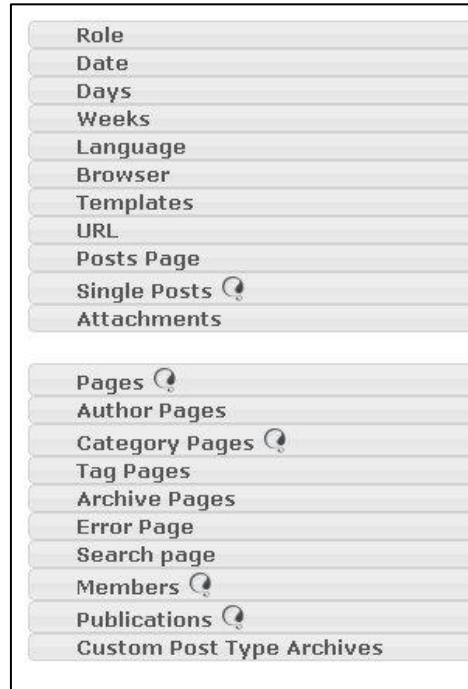 Role
Date
Days
Weeks
Language
Browser
Templates
URL
Posts Page
Single Posts
Attachments
Pages
Author Pages
Category Pages
Tag Pages
Archive Pages
Error Page
Search page
Members
Publications
Custom Post Type Archives